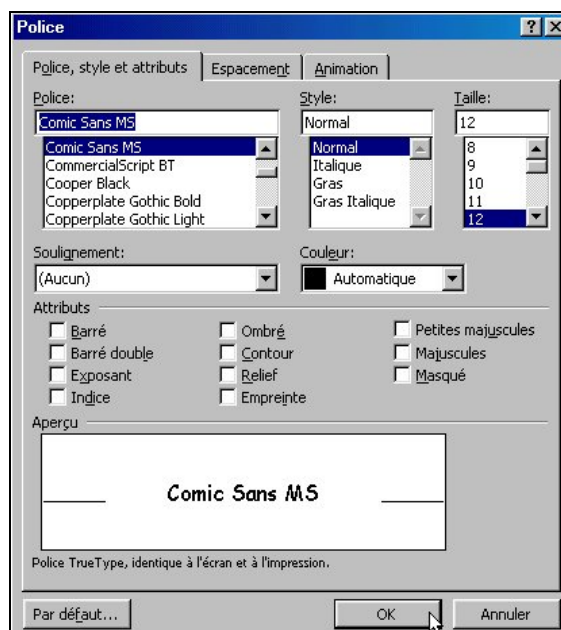 Police
Police, style et attributs Espacement Animation
Police: Style: Taille:
Comic Sans MS Normal 12
Comic Sans MS Normal 8
CommercialScript BT Italique 9
Cooper Black Gras 10
Copperplate Gothic Bold Gras Italique 11
Copperplate Gothic Light 12
Soulignement: Couleur:
(Aucun) Automatique
Attributs
Barré Ombré Petites majuscules
Barré double Contour Majuscules
Exposant Relief Masqué
Indice Empreinte
Aperçu
Comic Sans MS
Police TrueType, identique à l'écran et à l'impression.
Par défaut... OK Annuler